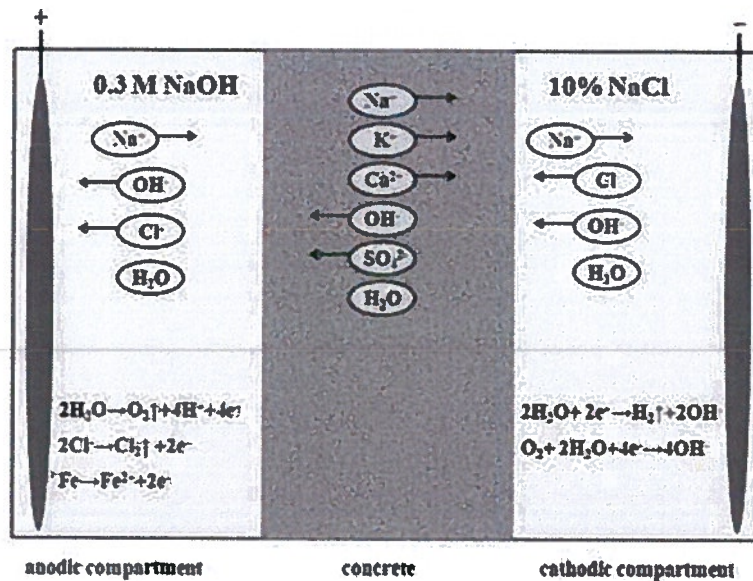 +
−
0.3 M NaOH
10% NaCl
Na⁺
OH⁻
Cl⁻
H₂O
Na⁺
K⁺
Ca²⁺
OH⁻
SO₄²⁻
H₂O
Na⁺
Cl
OH⁻
H₂O
2H₂O→O₂↑+4H⁺+4e⁻
2Cl⁻→Cl₂↑+2e⁻
Fe→Fe²⁺+2e⁻
2H₂O+2e⁻→H₂↑+2OH
O₂+2H₂O+4e⁻→4OH
anodic compartment
concrete
cathodic compartment